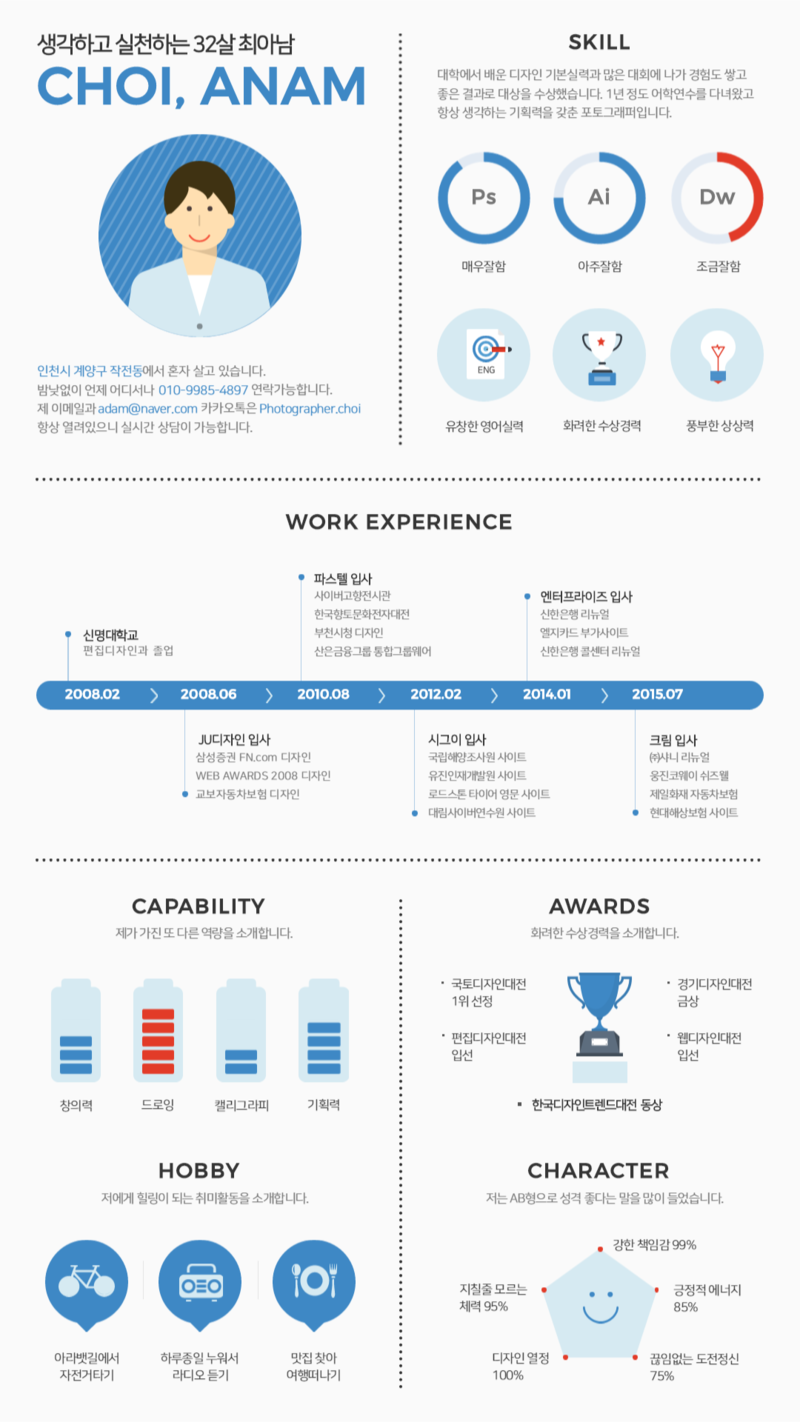 생각하고 실천하는 32살 최아남
CHOI, ANAM
인천시 계양구 작전동에서 혼자 살고 있습니다.
밤낮없이 언제 어디서나 010-9985-4897 연락가능합니다.
제 이메일과 adam@naver.com 카카오톡은 Photographer.choi
항상 열려있으니 실시간 상담이 가능합니다.
SKILL
대학에서 배운 디자인 기본실력과 많은 대회에 나가 경험도 쌓고
좋은 결과로 대상을 수상했습니다. 1년 정도 어학연수를 다녀왔고
항상 생각하는 기획력을 갖춘 포토그래퍼입니다.
Ps
Ai
Dw
매우잘함
아주잘함
조금잘함
ENG
유창한 영어실력
화려한 수상경력
풍부한 상상력
WORK EXPERIENCE
신명대학교
편집디자인과 졸업
파스텔 입사
사이버고향전시관
한국향토문화전자대전
부천시청 디자인
산은금융그룹 통합그룹웨어
엔터프라이즈 입사
신한은행 리뉴얼
엘지카드 부가사이트
신한은행 콜센터 리뉴얼
2008.02
2008.06
2010.08
2012.02
2014.01
2015.07
JU디자인 입사
삼성증권 FN.com 디자인
WEB AWARDS 2008 디자인
교보자동차보험 디자인
시그이 입사
국립해양조사원 사이트
유진인재개발원 사이트
로드스톤 타이어 영문 사이트
대림사이버연수원 사이트
크림 입사
㈜샤니 리뉴얼
웅진코웨이 쉬즈웰
제일화재 자동차보험
현대해상보험 사이트
CAPABILITY
제가 가진 또 다른 역량을 소개합니다.
창의력
드로잉
캘리그라피
기획력
AWARDS
화려한 수상경력을 소개합니다.
· 국토디자인대전
1위 선정
· 편집디자인대전
입선
· 경기디자인대전
금상
· 웹디자인대전
입선
▪ 한국디자인트렌드대전 동상
HOBBY
저에게 힐링이 되는 취미활동을 소개합니다.
아라뱃길에서
자전거타기
하루종일 누워서
라디오 듣기
맛집 찾아
여행떠나기
CHARACTER
저는 AB형으로 성격 좋다는 말을 많이 들었습니다.
강한 책임감 99%
지칠줄 모르는
체력 95%
긍정적 에너지
85%
디자인 열정
100%
끊임없는 도전정신
75%